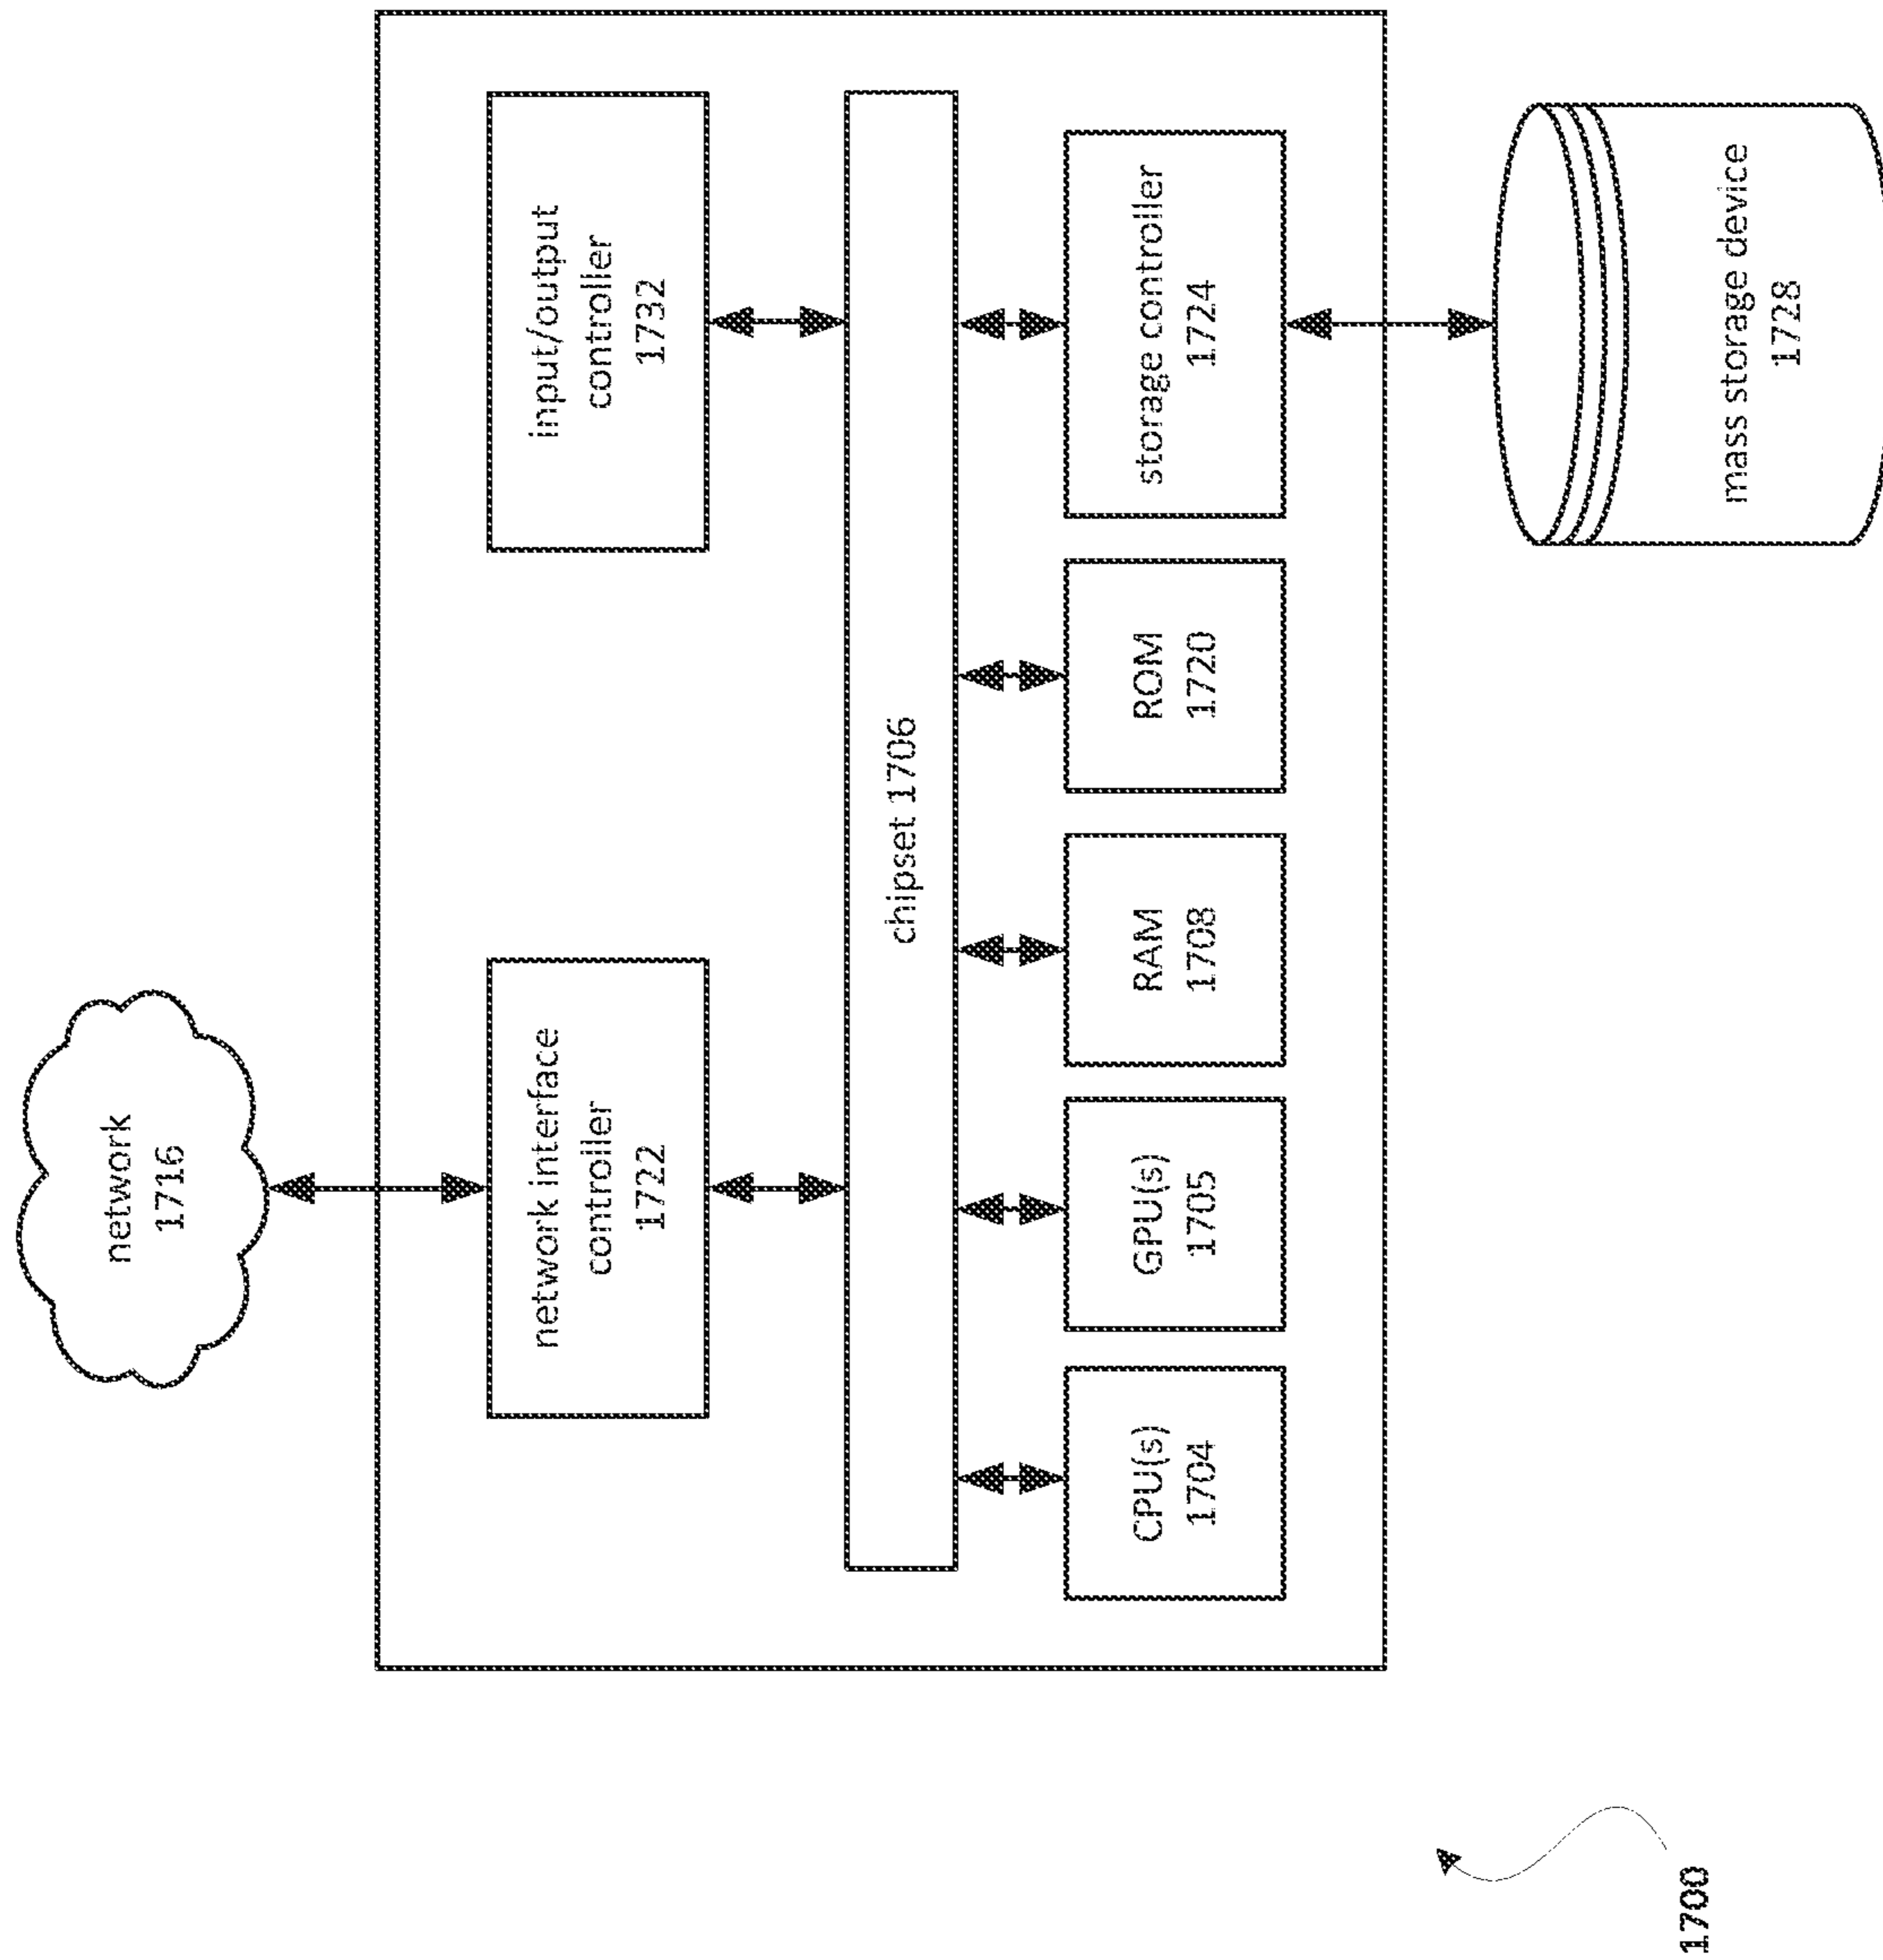 network
1716
network interface
controller
1722
input/output
controller
1732
chipset 1706
CPU(s)
1704
GPU(s)
1705
RAM
1708
ROM
1720
storage controller
1724
mass storage device
1728
1700